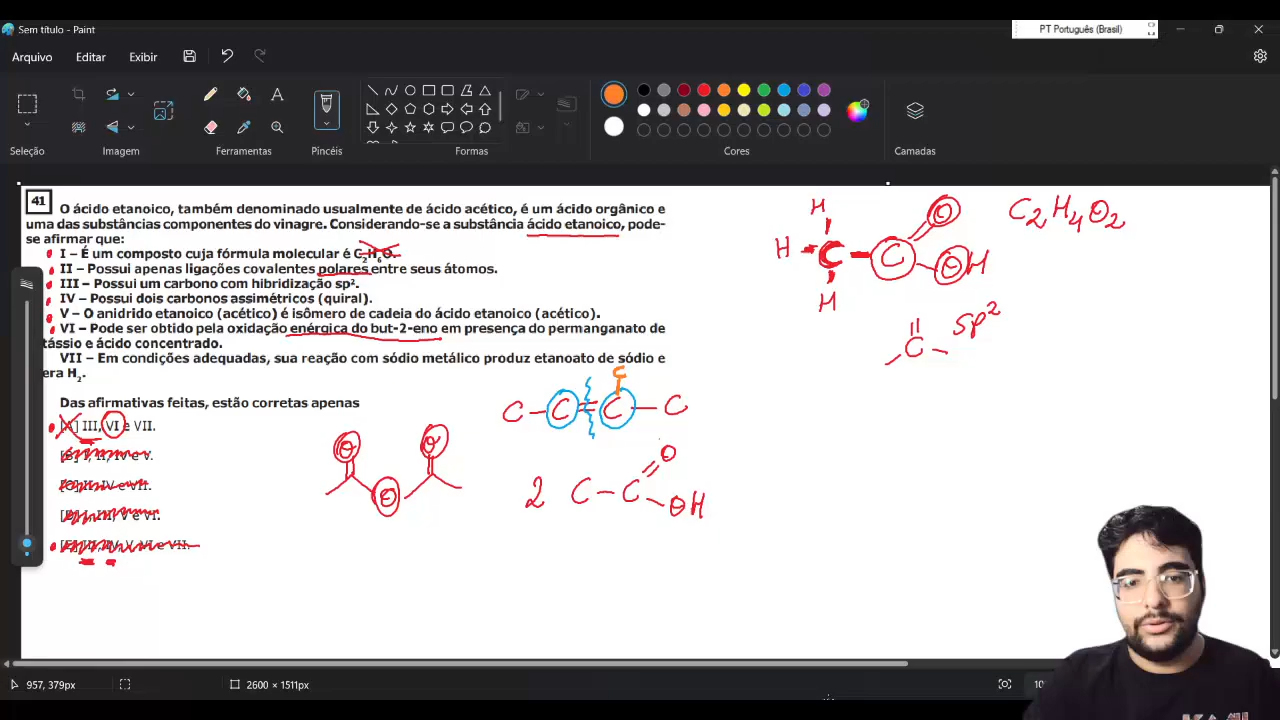 Sem título - Paint
PT Português (Brasil)
Arquivo Editar Exibir
Seleção Imagem Ferramentas Pincéis Formas Cores Camadas
41
O ácido etanoico, também denominado usualmente de ácido acético, é um ácido orgânico e
uma das substâncias componentes do vinagre. Considerando-se a substância ácido etanoico, pode-
se afirmar que:
I – É um composto cuja fórmula molecular é C2H6O.
II – Possui apenas ligações covalentes polares entre seus átomos.
III – Possui um carbono com hibridização sp².
IV – Possui dois carbonos assimétricos (quiral).
V – O anidrido etanoico (acético) é isômero de cadeia do ácido etanoico (acético).
VI – Pode ser obtido pela oxidação enérgica do but-2-eno em presença do permanganato de
tássio e ácido concentrado.
VII – Em condições adequadas, sua reação com sódio metálico produz etanoato de sódio e
era H2.
Das afirmativas feitas, estão corretas apenas
[A] III, VI e VII.
H
H C C O
OH
H
C2H4O2
C sp2
C
C C = C C
O O
O
2 C C O
OH
957, 379px
2600 × 1511px